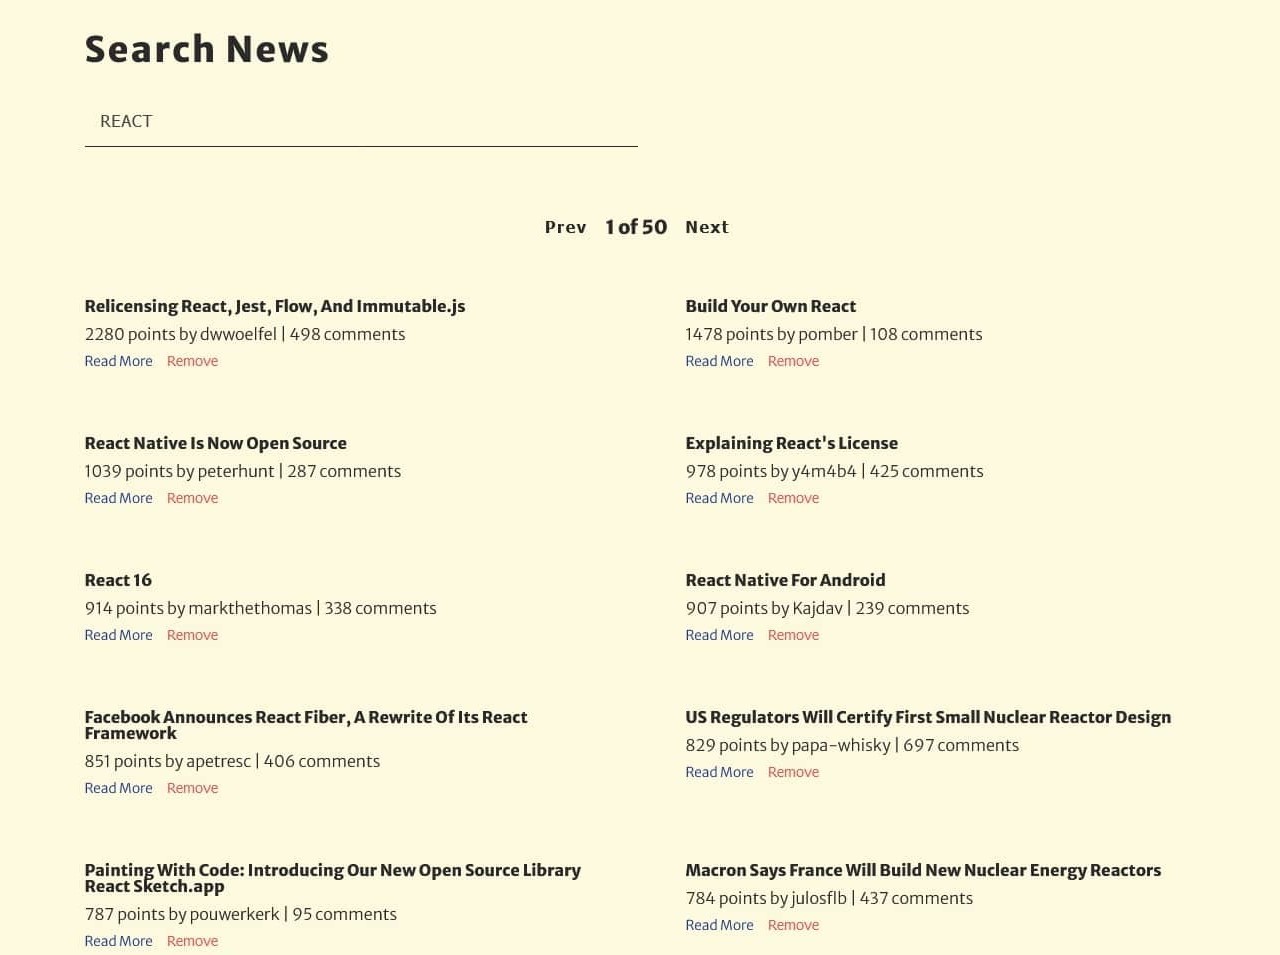 Search News
REACT
Prev 1 of 50 Next
Relicensing React, Jest, Flow, And Immutable.js
2280 points by dwwoelfel | 498 comments
Read More Remove
Build Your Own React
1478 points by pomber | 108 comments
Read More Remove
React Native Is Now Open Source
1039 points by peterhunt | 287 comments
Read More Remove
Explaining React's License
978 points by y4m4b4 | 425 comments
Read More Remove
React 16
914 points by markthethomas | 338 comments
Read More Remove
React Native For Android
907 points by Kajdav | 239 comments
Read More Remove
Facebook Announces React Fiber, A Rewrite Of Its React
Framework
851 points by apetresc | 406 comments
Read More Remove
US Regulators Will Certify First Small Nuclear Reactor Design
829 points by papa-whisky | 697 comments
Read More Remove
Painting With Code: Introducing Our New Open Source Library
React Sketch.app
787 points by pouwerkerk | 95 comments
Read More Remove
Macron Says France Will Build New Nuclear Energy Reactors
784 points by julosflb | 437 comments
Read More Remove